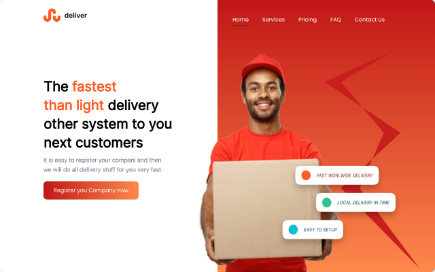 deliver
Home Services Pricing FAQ Contact Us
The fastest
than light delivery
other system to you
next customers
It is easy to register your compani and then
we will do all delivery stuff for you very fast.
Register you Company now
FAST WORLWIDE DELIVERY
LOCAL DELIVERY IN TIME
EASY TO SETUP